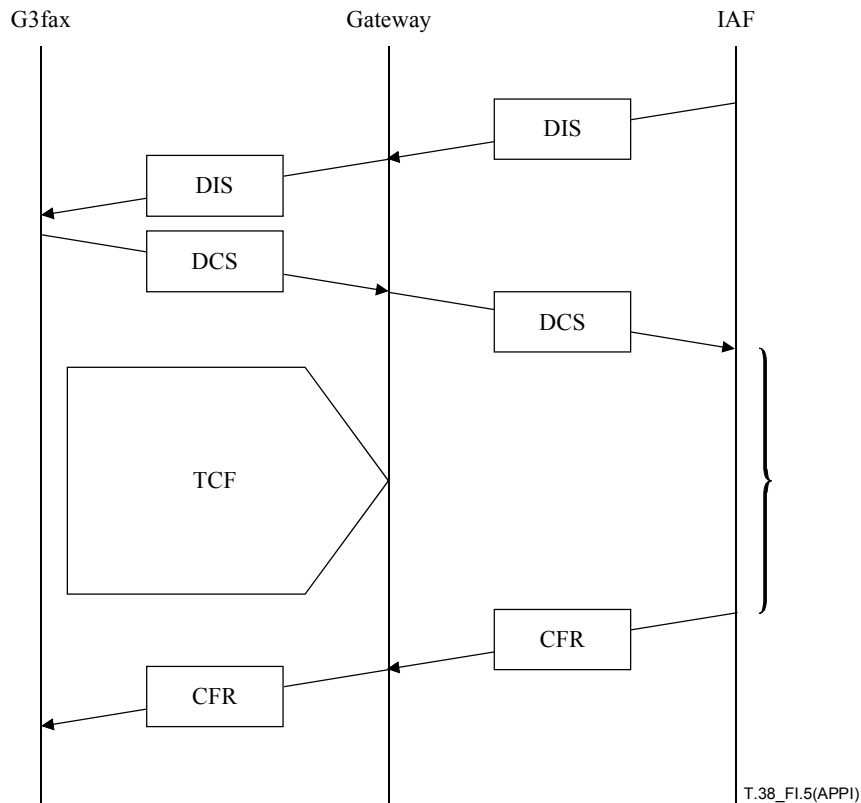 G3fax Gateway IAF
DIS
DIS
DCS
DCS
TCF
CFR
CFR
T.38_FI.5(APPI)